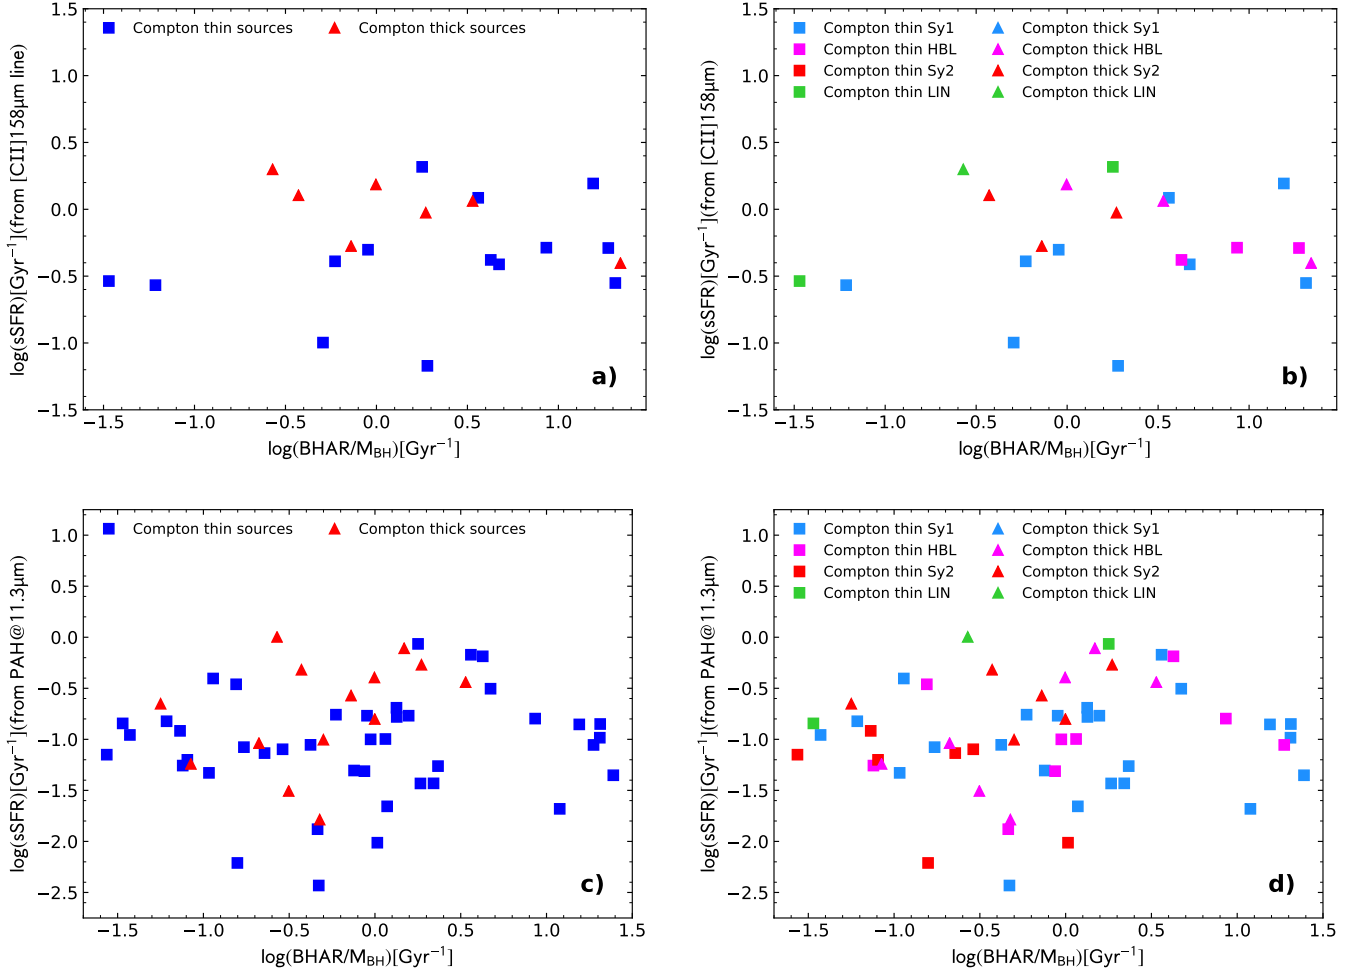 Compton thin sources Compton thick sources
log(sSFR)[Gyr⁻¹](from [CII]158μm line)
1.5
1.0
0.5
0.0
−0.5
−1.0
−1.5
a)
−1.5 −1.0 −0.5 0.0 0.5 1.0
log(BHAR/M_BH)[Gyr⁻¹]
Compton thin Sy1 Compton thick Sy1
Compton thin HBL Compton thick HBL
Compton thin Sy2 Compton thick Sy2
Compton thin LIN Compton thick LIN
log(sSFR)[Gyr⁻¹](from [CII]158μm)
1.5
1.0
0.5
0.0
−0.5
−1.0
−1.5
b)
−1.5 −1.0 −0.5 0.0 0.5 1.0
log(BHAR/M_BH)[Gyr⁻¹]
Compton thin sources Compton thick sources
log(sSFR)[Gyr⁻¹](from PAH@11.3μm)
1.0
0.5
0.0
−0.5
−1.0
−1.5
−2.0
−2.5
c)
−1.5 −1.0 −0.5 0.0 0.5 1.0 1.5
log(BHAR/M_BH)[Gyr⁻¹]
Compton thin Sy1 Compton thick Sy1
Compton thin HBL Compton thick HBL
Compton thin Sy2 Compton thick Sy2
Compton thin LIN Compton thick LIN
log(sSFR)[Gyr⁻¹](from PAH@11.3μm)
1.0
0.5
0.0
−0.5
−1.0
−1.5
−2.0
−2.5
d)
−1.5 −1.0 −0.5 0.0 0.5 1.0 1.5
log(BHAR/M_BH)[Gyr⁻¹]